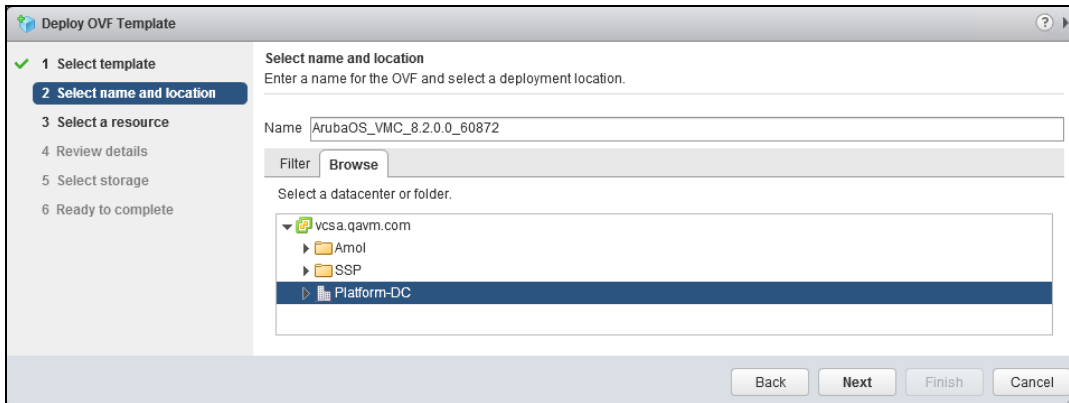 Deploy OVF Template
?
1 Select template
2 Select name and location
3 Select a resource
4 Review details
5 Select storage
6 Ready to complete
Select name and location
Enter a name for the OVF and select a deployment location.
Name ArubaOS_VMC_8.2.0.0_60872
Filter Browse
Select a datacenter or folder.
vcsa.qavm.com
Amol
SSP
Platform-DC
Back Next Finish Cancel